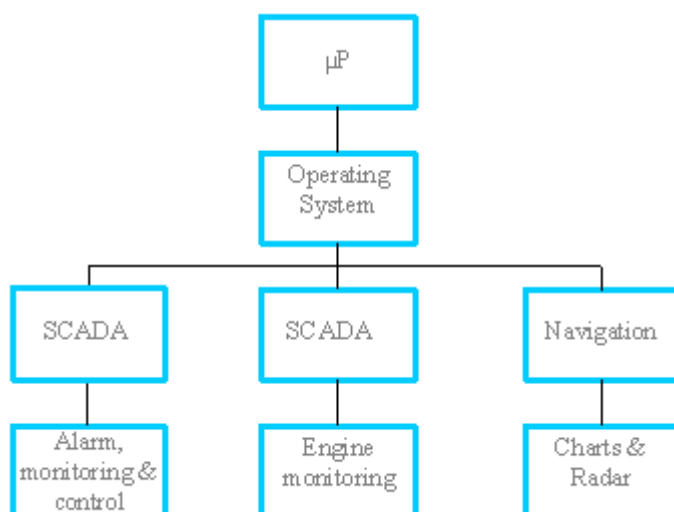 µP
Operating
System
SCADA
SCADA
Navigation
Alarm,
monitoring &
control
Engine
monitoring
Charts &
Radar